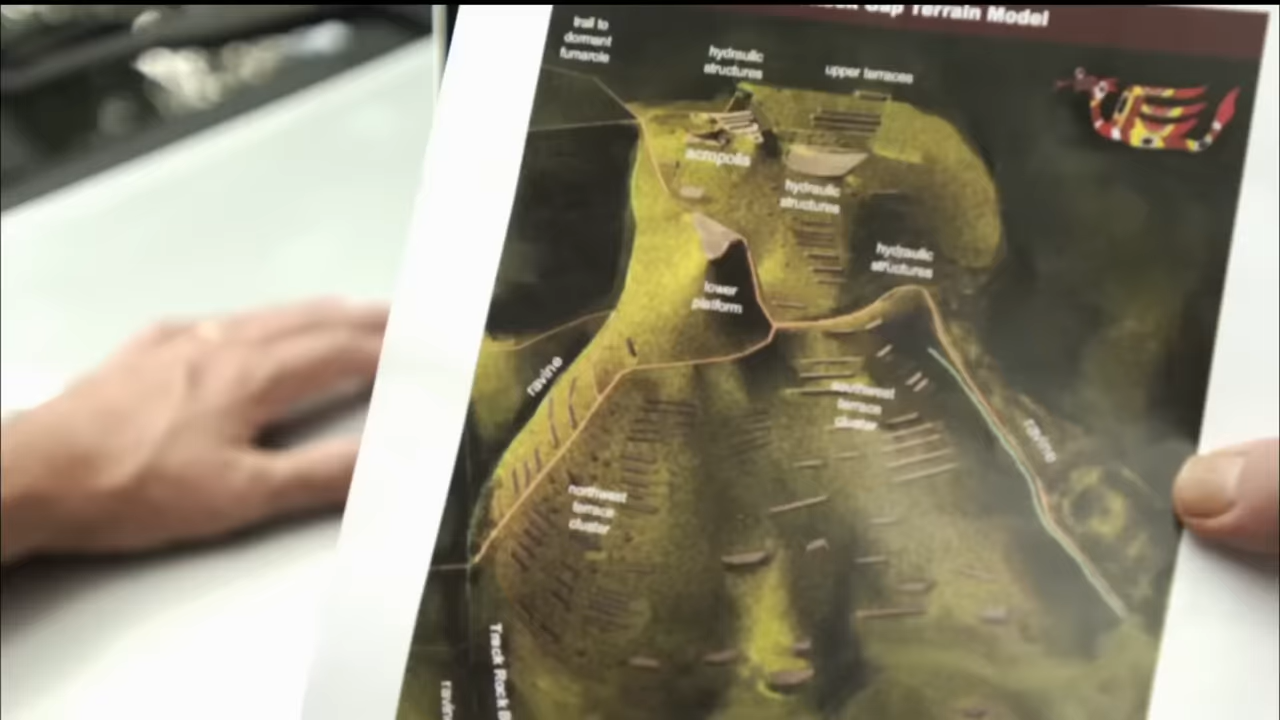 Gap Terrain Model
trail to
dormant
fumarole
hydraulic
structures
upper terraces
acropolis
hydraulic
structures
hydraulic
structures
lower
platform
ravine
southwest
terrace
cluster
ravine
northwest
terrace
cluster
Track Rock
ravine